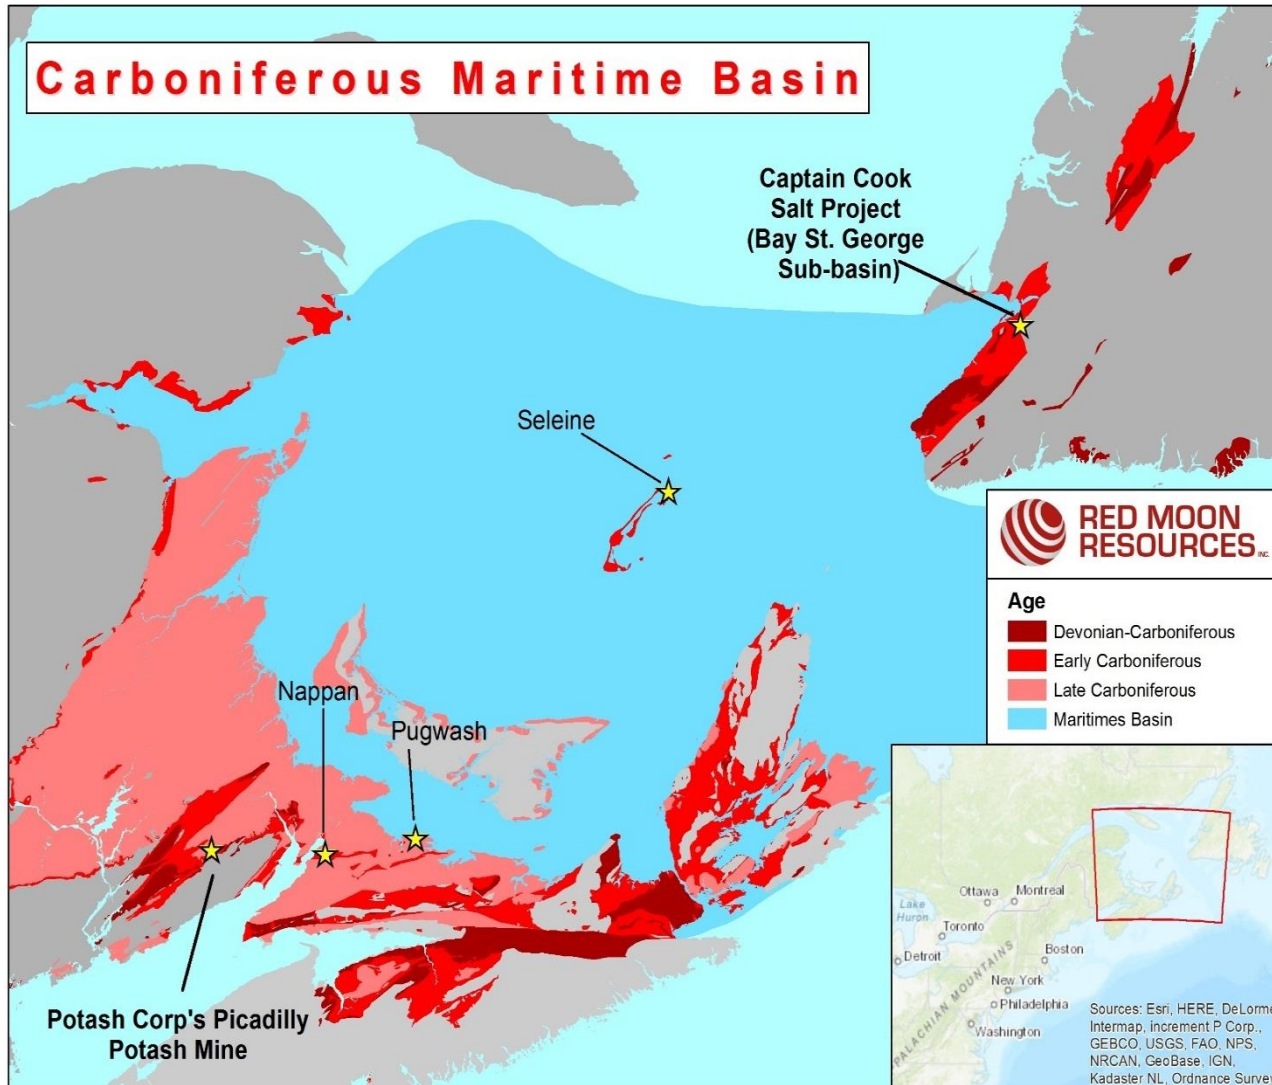 Carboniferous Maritime Basin
Captain Cook
Salt Project
(Bay St. George
Sub-basin)
Seleine
Nappan
Pugwash
Potash Corp's Picadilly
Potash Mine
RED MOON
RESOURCES INC.
Age
Devonian-Carboniferous
Early Carboniferous
Late Carboniferous
Maritimes Basin
Ottawa
Montreal
Lake
Huron
Toronto
Detroit
Boston
New York
Philadelphia
Washington
PALACHIAN MOUNTAINS
Sources: Esri, HERE, DeLorme
Intermap, increment P Corp.,
GEBCO, USGS, FAO, NPS,
NRCAN, GeoBase, IGN,
Kadaster NL, Ordnance Survey